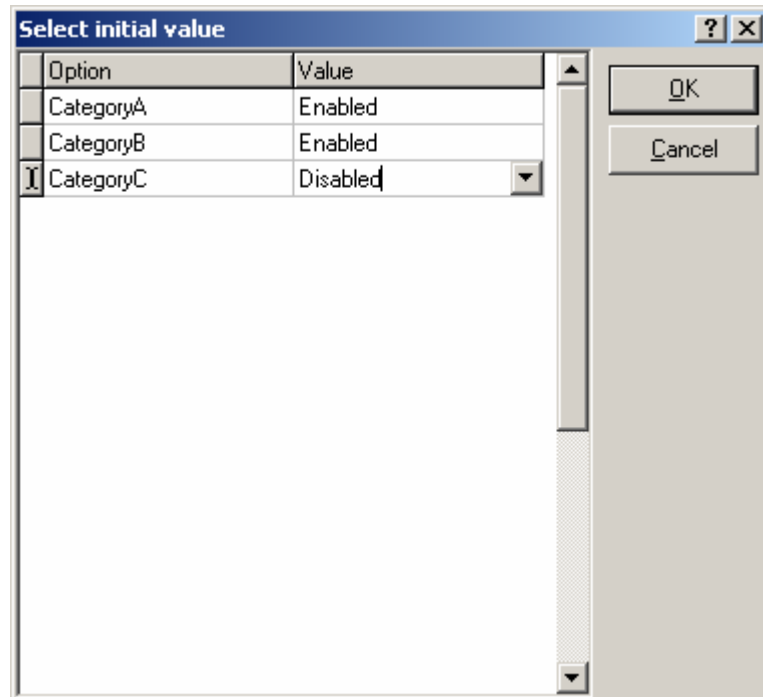 Select initial value
Option Value
CategoryA Enabled
CategoryB Enabled
CategoryC Disabled
OK
Cancel